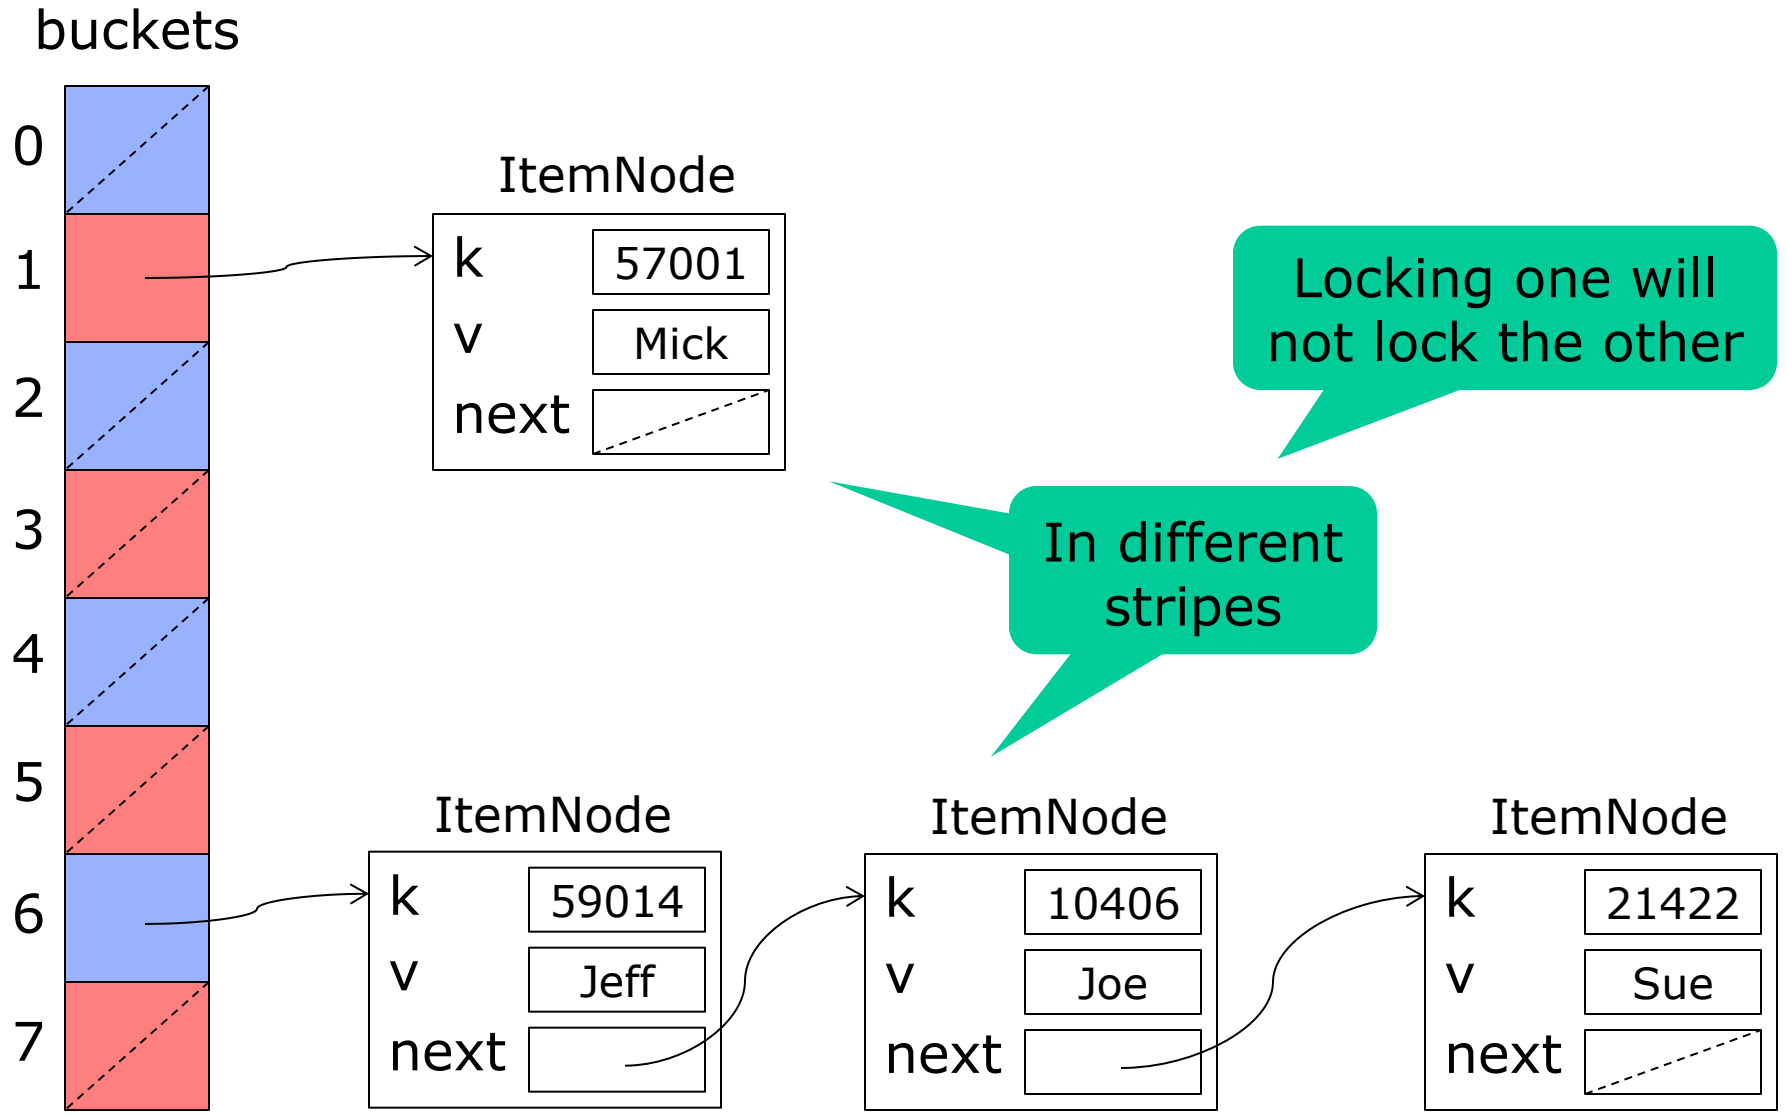 buckets
0
1
2
3
4
5
6
7
ItemNode
k 57001
v Mick
next
Locking one will
not lock the other
In different
stripes
ItemNode
k 59014
v Jeff
next
ItemNode
k 10406
v Joe
next
ItemNode
k 21422
v Sue
next